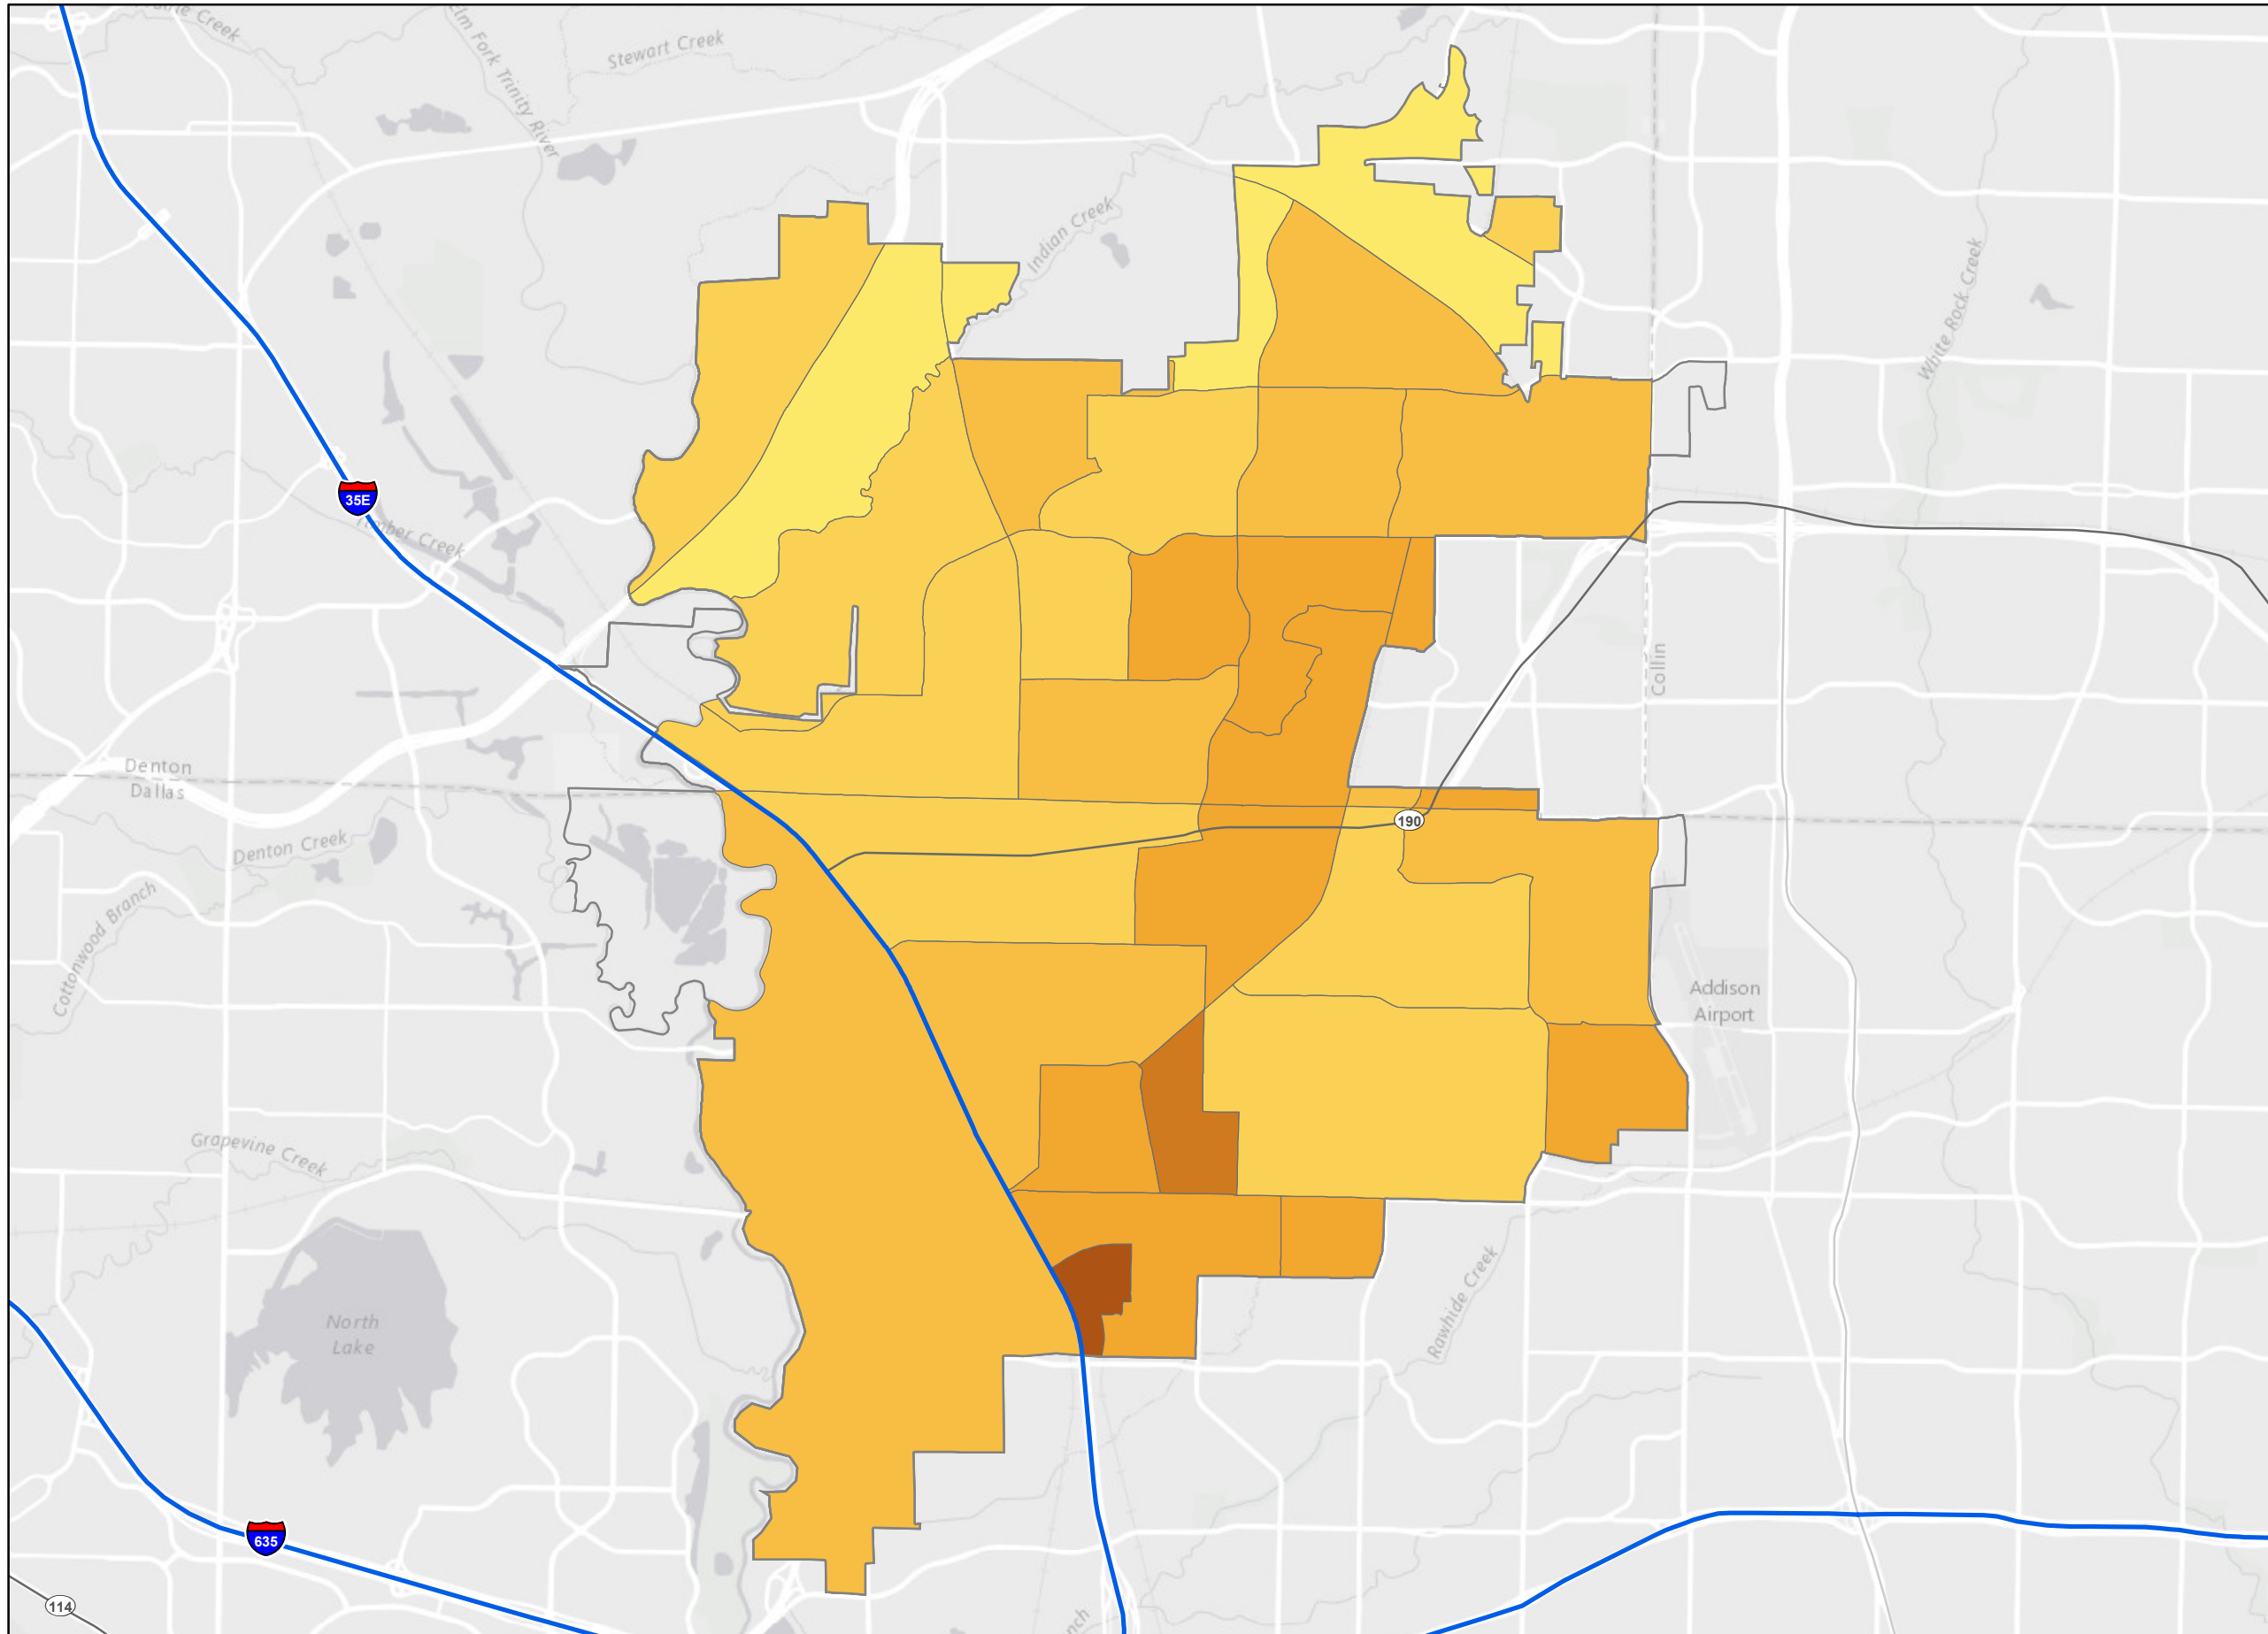 Stewart Creek
Elm Fork Trinity River
Indian Creek
White Rock Creek
35E
Timber Creek
Collin
Denton
Dallas
190
Denton Creek
Cottonwood Branch
Addison
Airport
Grapevine Creek
North
Lake
Rawhide Creek
635
114